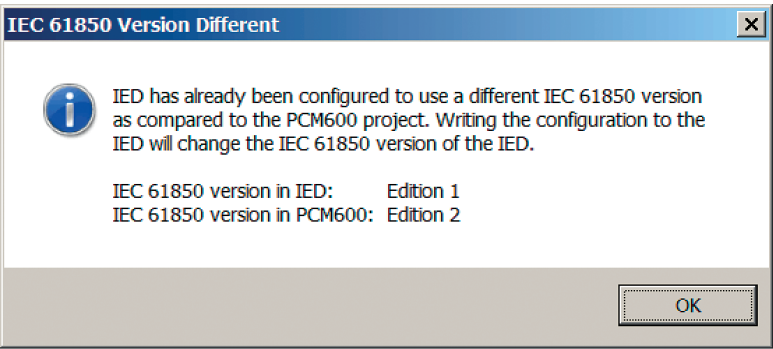 IEC 61850 Version Different
IED has already been configured to use a different IEC 61850 version
as compared to the PCM600 project. Writing the configuration to the
IED will change the IEC 61850 version of the IED.
IEC 61850 version in IED: Edition 1
IEC 61850 version in PCM600: Edition 2
OK